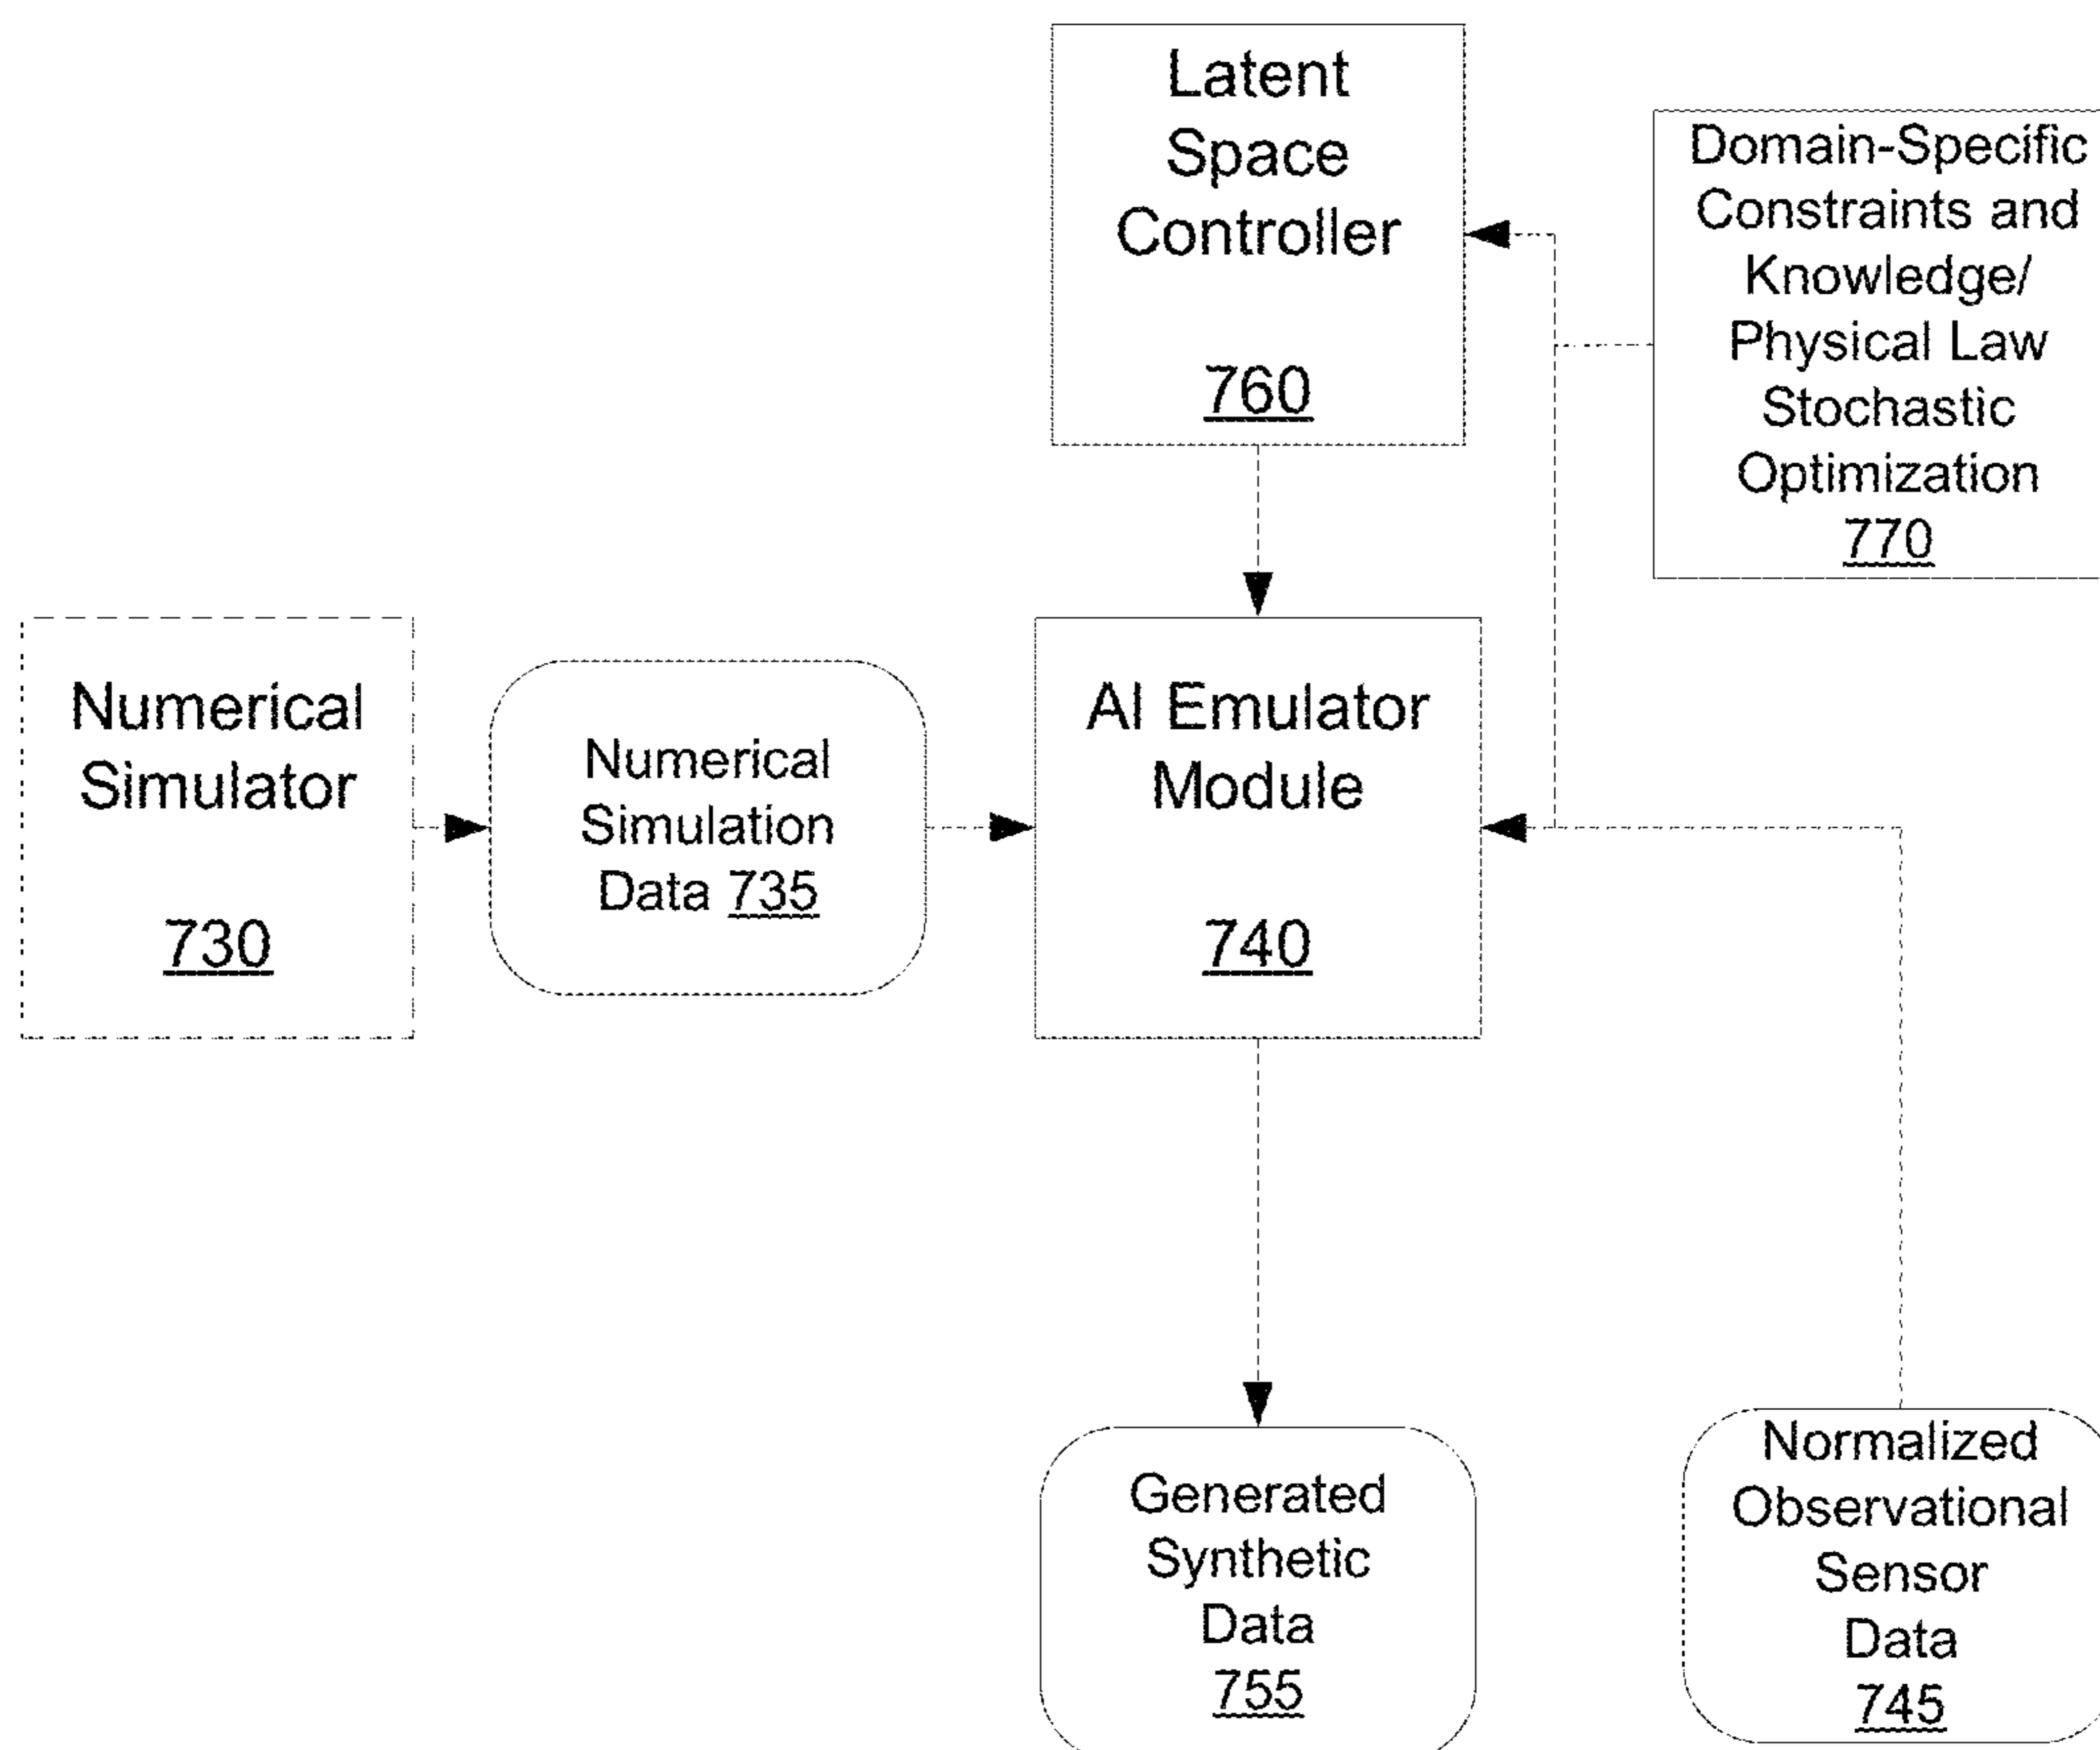 Latent
Space
Controller
760
Domain-Specific
Constraints and
Knowledge/
Physical Law
Stochastic
Optimization
770
Numerical
Simulator
730
Numerical
Simulation
Data 735
AI Emulator
Module
740
Generated
Synthetic
Data
755
Normalized
Observational
Sensor
Data
745